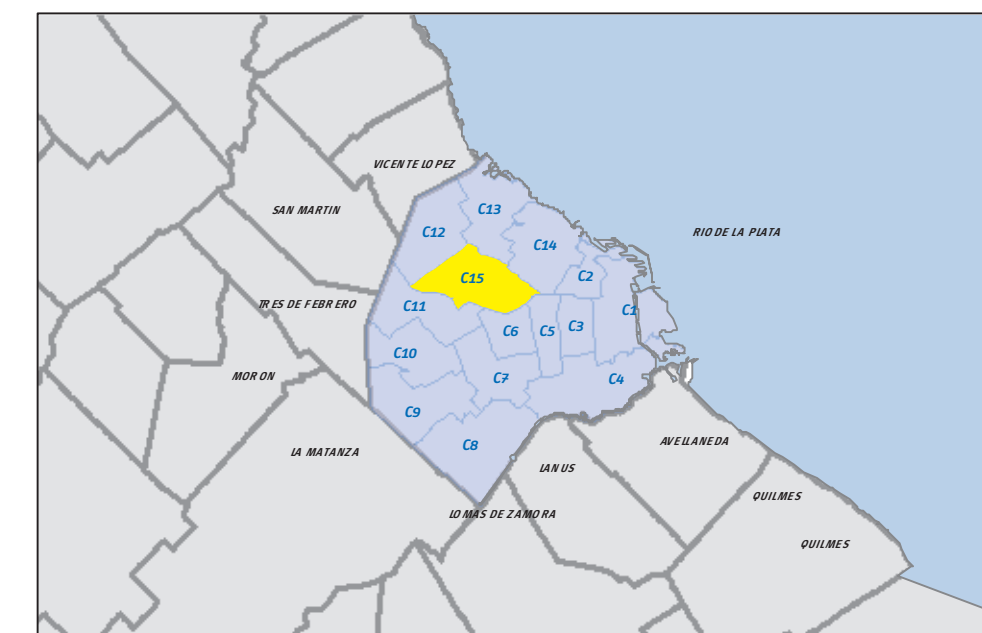 VICENTE LOPEZ
SAN MARTIN
C13
C12
C14
RIO DE LA PLATA
C15
C2
TRES DE FEBRERO
C11
C1
C6
C5
C3
C10
MORON
C7
C4
C9
LA MATANZA
C8
AVELLANEDA
LANUS
QUILMES
LOMAS DE ZAMORA
QUILMES